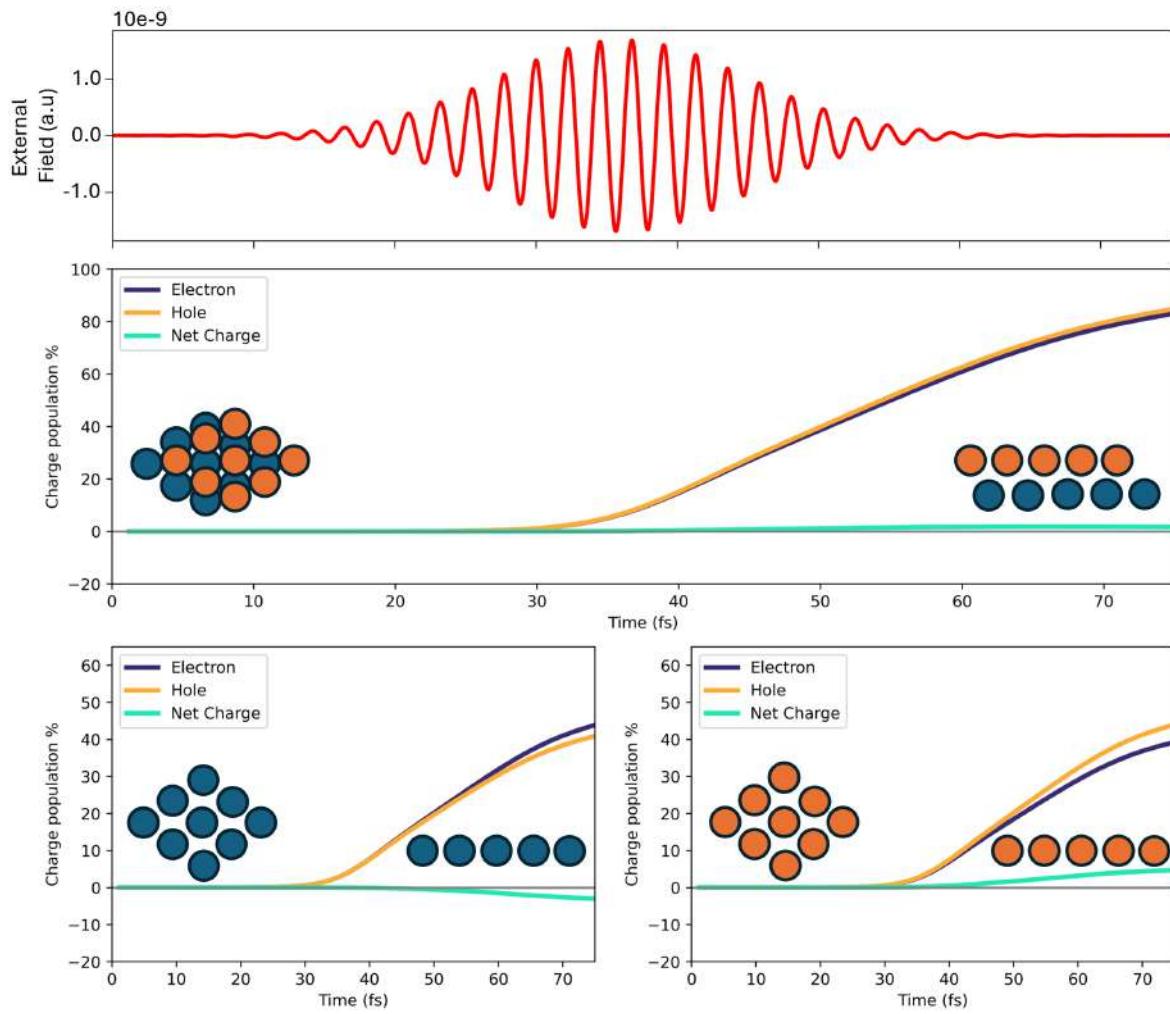 10e-9
External
Field (a.u)
1.0
0.0
-1.0
Electron
Hole
Net Charge
Charge population %
100
80
60
40
20
0
−20
0 10 20 30 40 50 60 70
Time (fs)
Electron
Hole
Net Charge
Charge population %
60
50
40
30
20
10
0
−10
−20
0 10 20 30 40 50 60 70
Time (fs)
Electron
Hole
Net Charge
Charge population %
60
50
40
30
20
10
0
−10
−20
0 10 20 30 40 50 60 70
Time (fs)